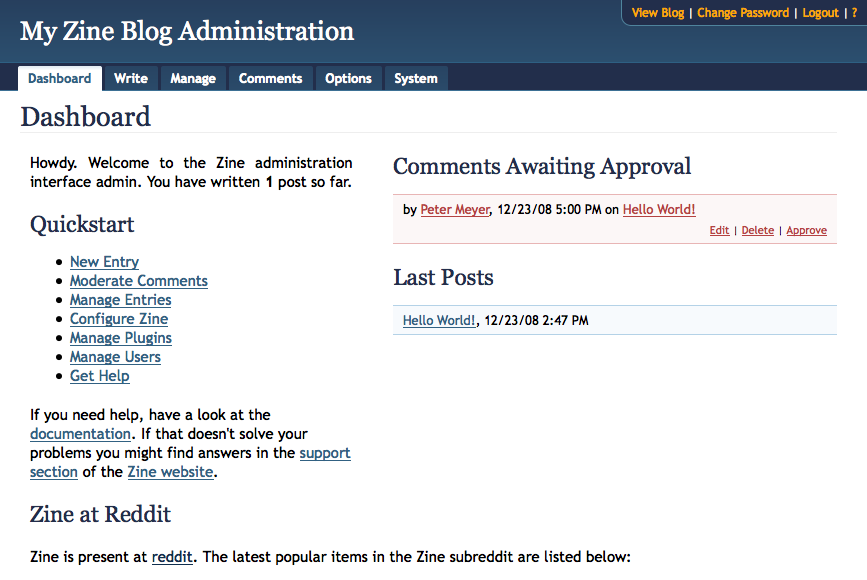 My Zine Blog Administration
View Blog | Change Password | Logout | ?
Dashboard Write Manage Comments Options System
Dashboard
Howdy. Welcome to the Zine administration
interface admin. You have written 1 post so far.
Quickstart
New Entry
Moderate Comments
Manage Entries
Configure Zine
Manage Plugins
Manage Users
Get Help
If you need help, have a look at the
documentation. If that doesn't solve your
problems you might find answers in the support
section of the Zine website.
Comments Awaiting Approval
by Peter Meyer, 12/23/08 5:00 PM on Hello World!
Edit | Delete | Approve
Last Posts
Hello World!, 12/23/08 2:47 PM
Zine at Reddit
Zine is present at reddit. The latest popular items in the Zine subreddit are listed below: